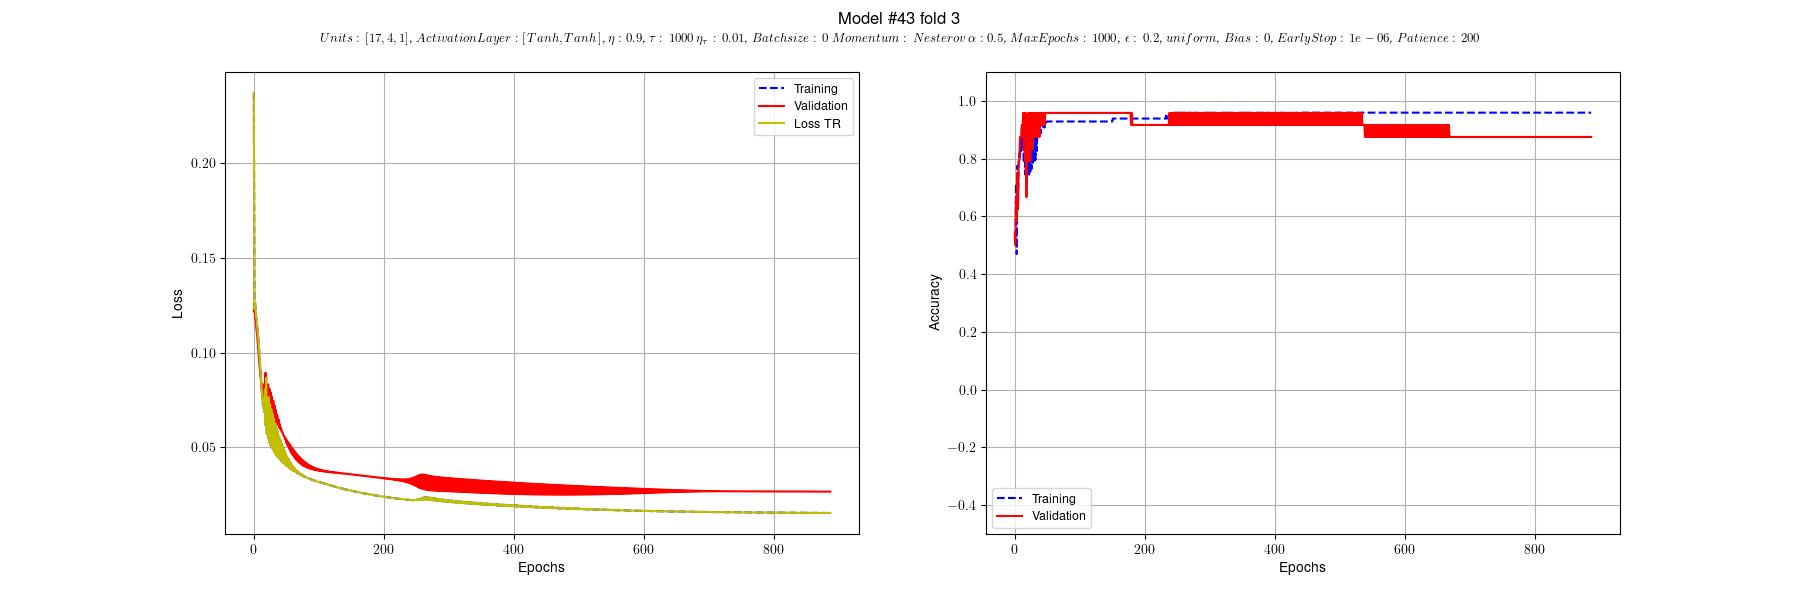 Model #43 fold 3
Units : [17, 4, 1], ActivationLayer : [Tanh, Tanh], η : 0.9, τ : 1000 η_τ : 0.01, Batchsize : 0 Momentum : Nesterov α : 0.5, MaxEpochs : 1000, ϵ : 0.2, uniform, Bias : 0, EarlyStop : 1e − 06, Patience : 200
Training
Validation
Loss TR
0.20
0.15
0.10
0.05
Loss
0 200 400 600 800
Epochs
1.0
0.8
0.6
0.4
0.2
0.0
−0.2
−0.4
Accuracy
Training
Validation
0 200 400 600 800
Epochs